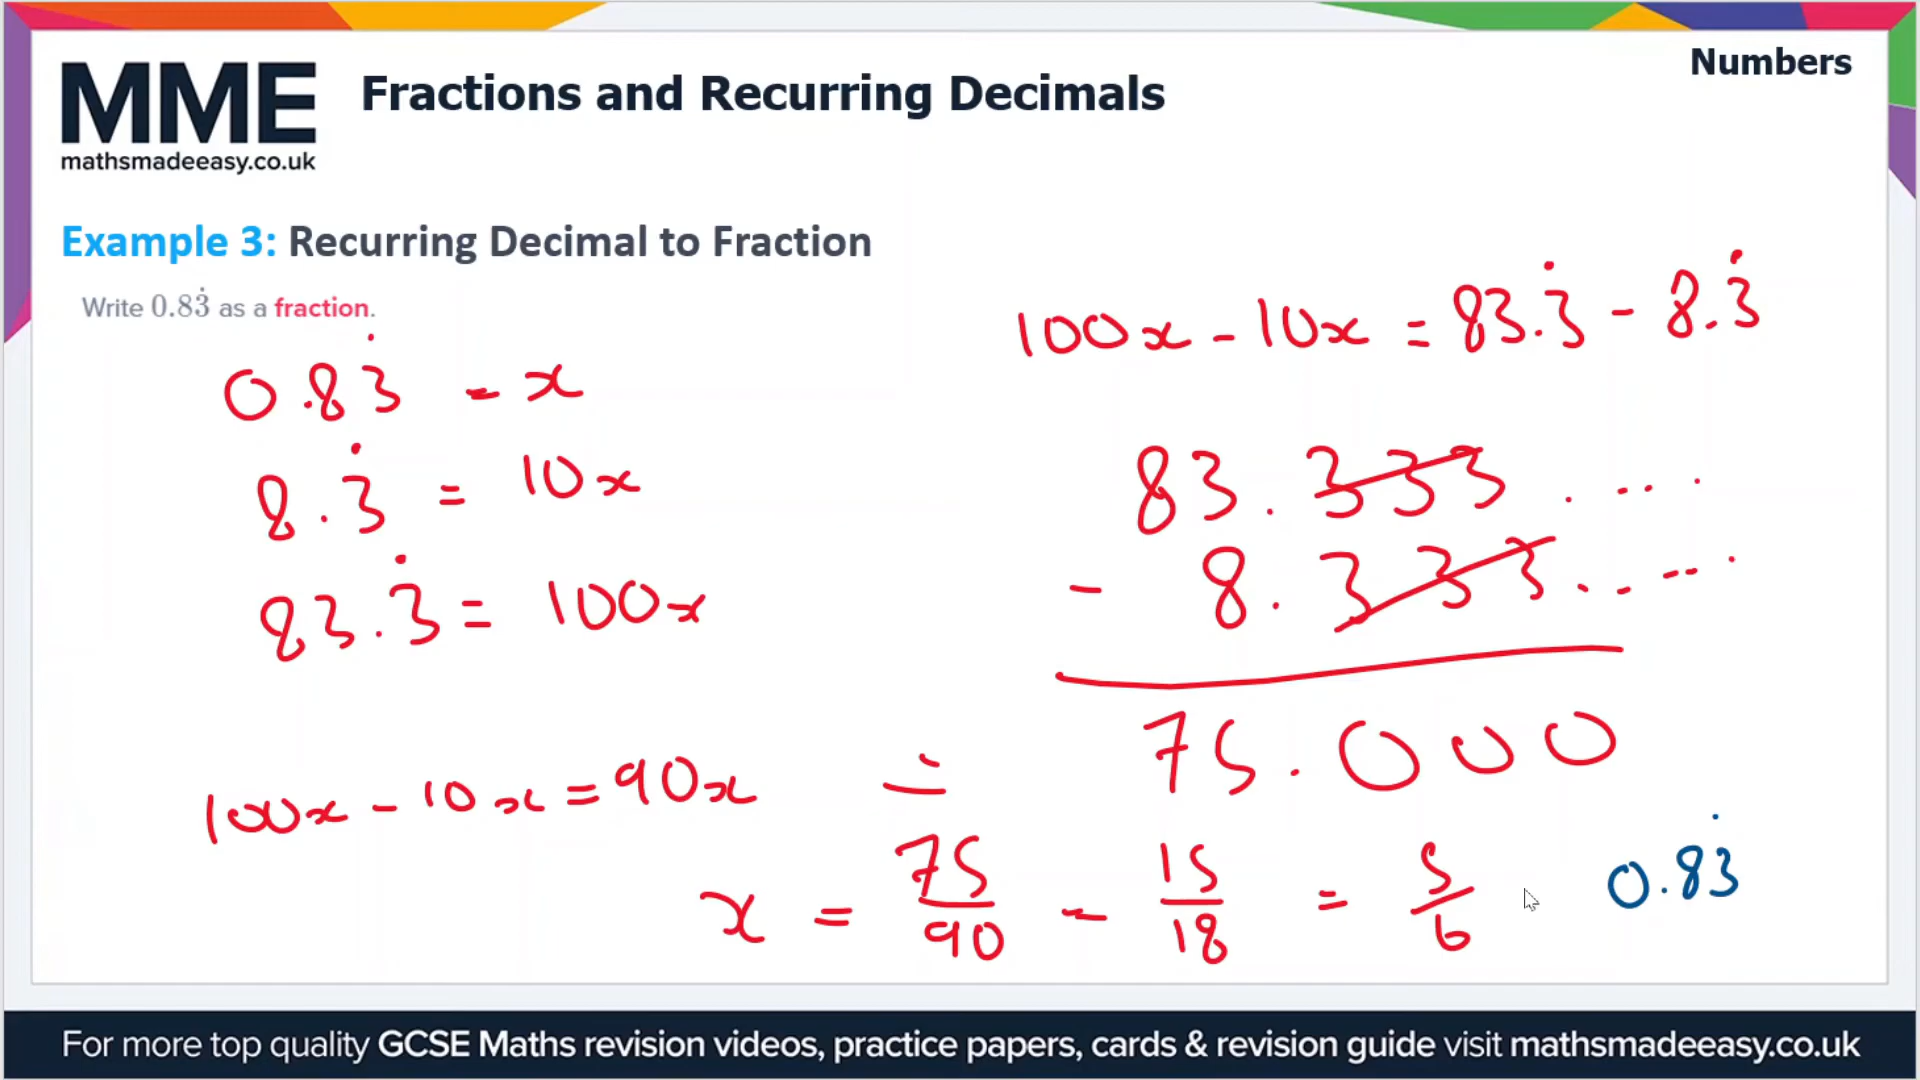 Numbers
MME
Fractions and Recurring Decimals
mathsmadeeasy.co.uk
Example 3: Recurring Decimal to Fraction
Write 0.83̇ as a fraction.
0.83̇ = x
8.3̇ = 10x
83.3̇ = 100x
100x - 10x = 83.3̇ - 8.3̇
83.333.....
- 8.333.....
75.000
100x - 10x = 90x =
x = 75/90 = 15/18 = 5/6
0.83̇
For more top quality GCSE Maths revision videos, practice papers, cards & revision guide visit mathsmadeeasy.co.uk